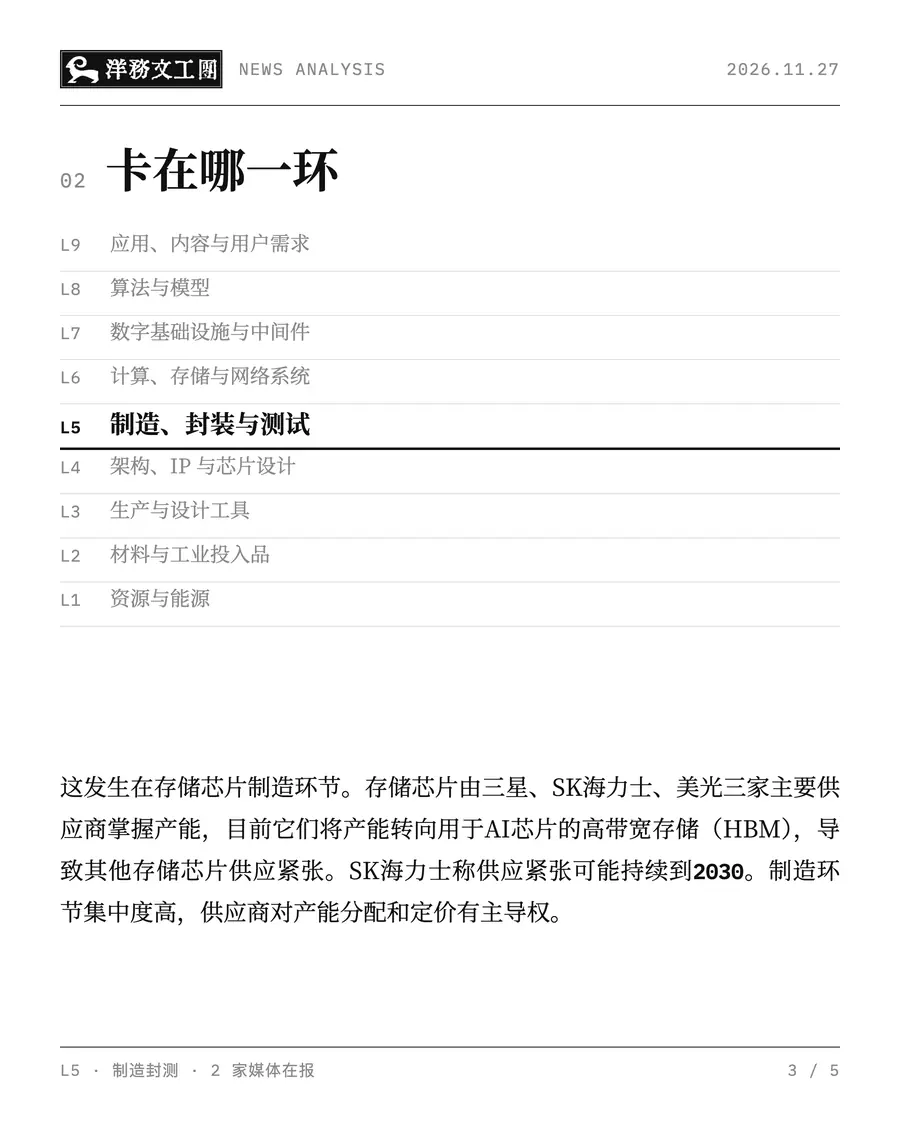 洋務文工團 NEWS ANALYSIS 2026.11.27
02 卡在哪一环
L9 应用、内容与用户需求
L8 算法与模型
L7 数字基础设施与中间件
L6 计算、存储与网络系统
L5 制造、封装与测试
L4 架构、IP 与芯片设计
L3 生产与设计工具
L2 材料与工业投入品
L1 资源与能源
这发生在存储芯片制造环节。存储芯片由三星、SK海力士、美光三家主要供
应商掌握产能，目前它们将产能转向用于AI芯片的高带宽存储（HBM），导
致其他存储芯片供应紧张。SK海力士称供应紧张可能持续到2030。制造环
节集中度高，供应商对产能分配和定价有主导权。
L5 · 制造封测 · 2 家媒体在报 3 / 5